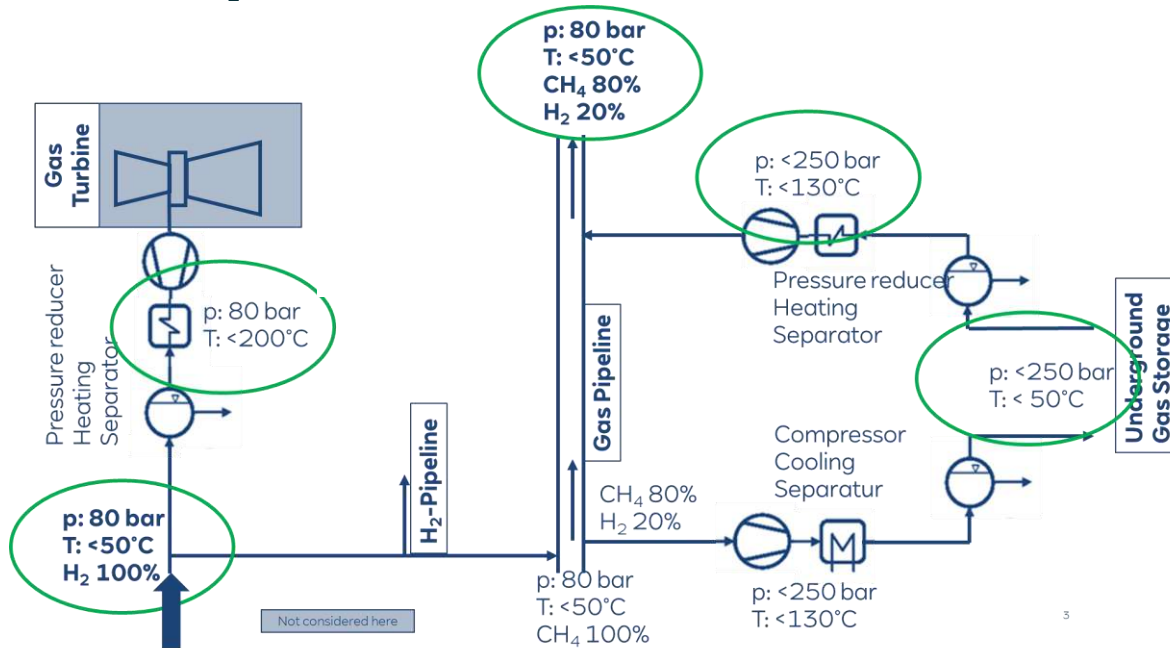 p: 80 bar
T: <50°C
CH₄ 80%
H₂ 20%
Gas
Turbine
p: <250 bar
T: <130°C
Pressure reducer
Heating
Separator
p: 80 bar
T: <200°C
Pressure reducer
Heating
Separator
Gas Pipeline
p: <250 bar
T: < 50°C
Underground
Gas Storage
Compressor
Cooling
Separatur
H₂-Pipeline
CH₄ 80%
H₂ 20%
p: 80 bar
T: <50°C
H₂ 100%
p: 80 bar
T: <50°C
CH₄ 100%
p: <250 bar
T: <130°C
Not considered here
3